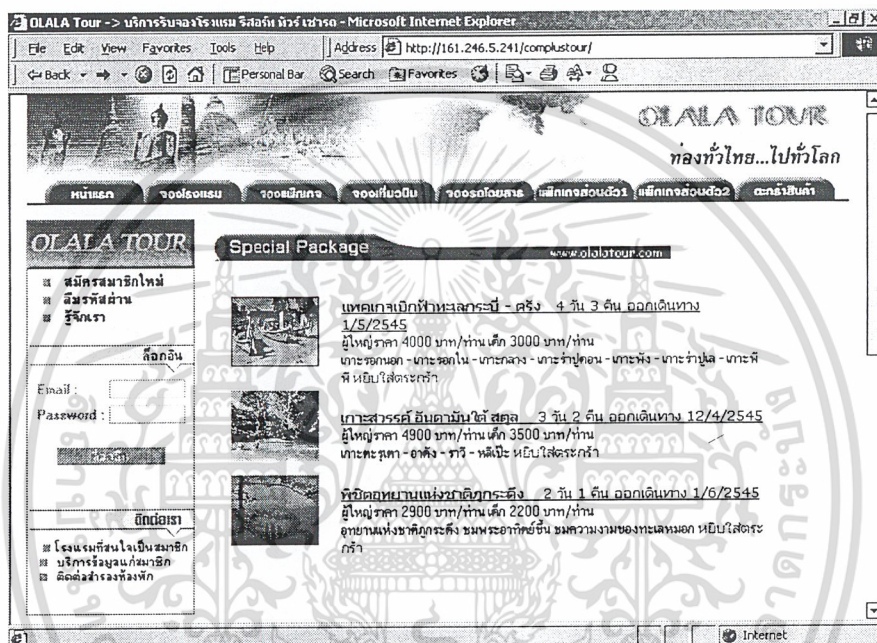 OLALA Tour -> บริการรับจองโรงแรม รีสอร์ท ทัวร์ เช่ารถ - Microsoft Internet Explorer
File Edit View Favorites Tools Help Address http://161.246.5.241/complustour/
Back Personal Bar Search Favorites
OLALA TOUR
ท่องทั่วไทย...ไปทั่วโลก
หน้าแรก จองโรงแรม จองแพ็กเกจ จองเที่ยวบิน จองรถโดยสาร แพ็กเกจส่วนตัว1 แพ็กเกจส่วนตัว2 ตะกร้าสินค้า
OLALA TOUR
สมัครสมาชิกใหม่
ลืมรหัสผ่าน
รู้จักเรา
ล็อกอิน
Email :
Password :
ติดต่อเรา
โรงแรมที่สนใจเป็นสมาชิก
บริการข้อมูลแก่สมาชิก
ติดต่อสำรองห้องพัก
Special Package
www.olalatour.com
แพคเกจเบิกฟ้าทะเลกระบี่ - ตรัง 4 วัน 3 คืน ออกเดินทาง
1/5/2545
ผู้ใหญ่ราคา 4000 บาท/ท่าน เด็ก 3000 บาท/ท่าน
เกาะรอกนอก - เกาะรอกใน - เกาะกลาง - เกาะร่าปูคอน - เกาะพัง - เกาะร่าปูเล - เกาะพี
พี หยิบใส่ตระกร้า
เกาะสวรรค์ อันดามันใต้ สตูล 3 วัน 2 คืน ออกเดินทาง 12/4/2545
ผู้ใหญ่ราคา 4900 บาท/ท่าน เด็ก 3500 บาท/ท่าน
เกาะตะรุเตา - อาดัง - ราวี - หลีเป๊ะ หยิบใส่ตระกร้า
พิชิตอุทยานแห่งชาติภูกระดึง 2 วัน 1 คืน ออกเดินทาง 1/6/2545
ผู้ใหญ่ราคา 2900 บาท/ท่าน เด็ก 2200 บาท/ท่าน
อุทยานแห่งชาติภูกระดึง ชมพระอาทิตย์ขึ้น ชมความงามของทะเลหมอก หยิบใส่ตระ
กร้า
Internet